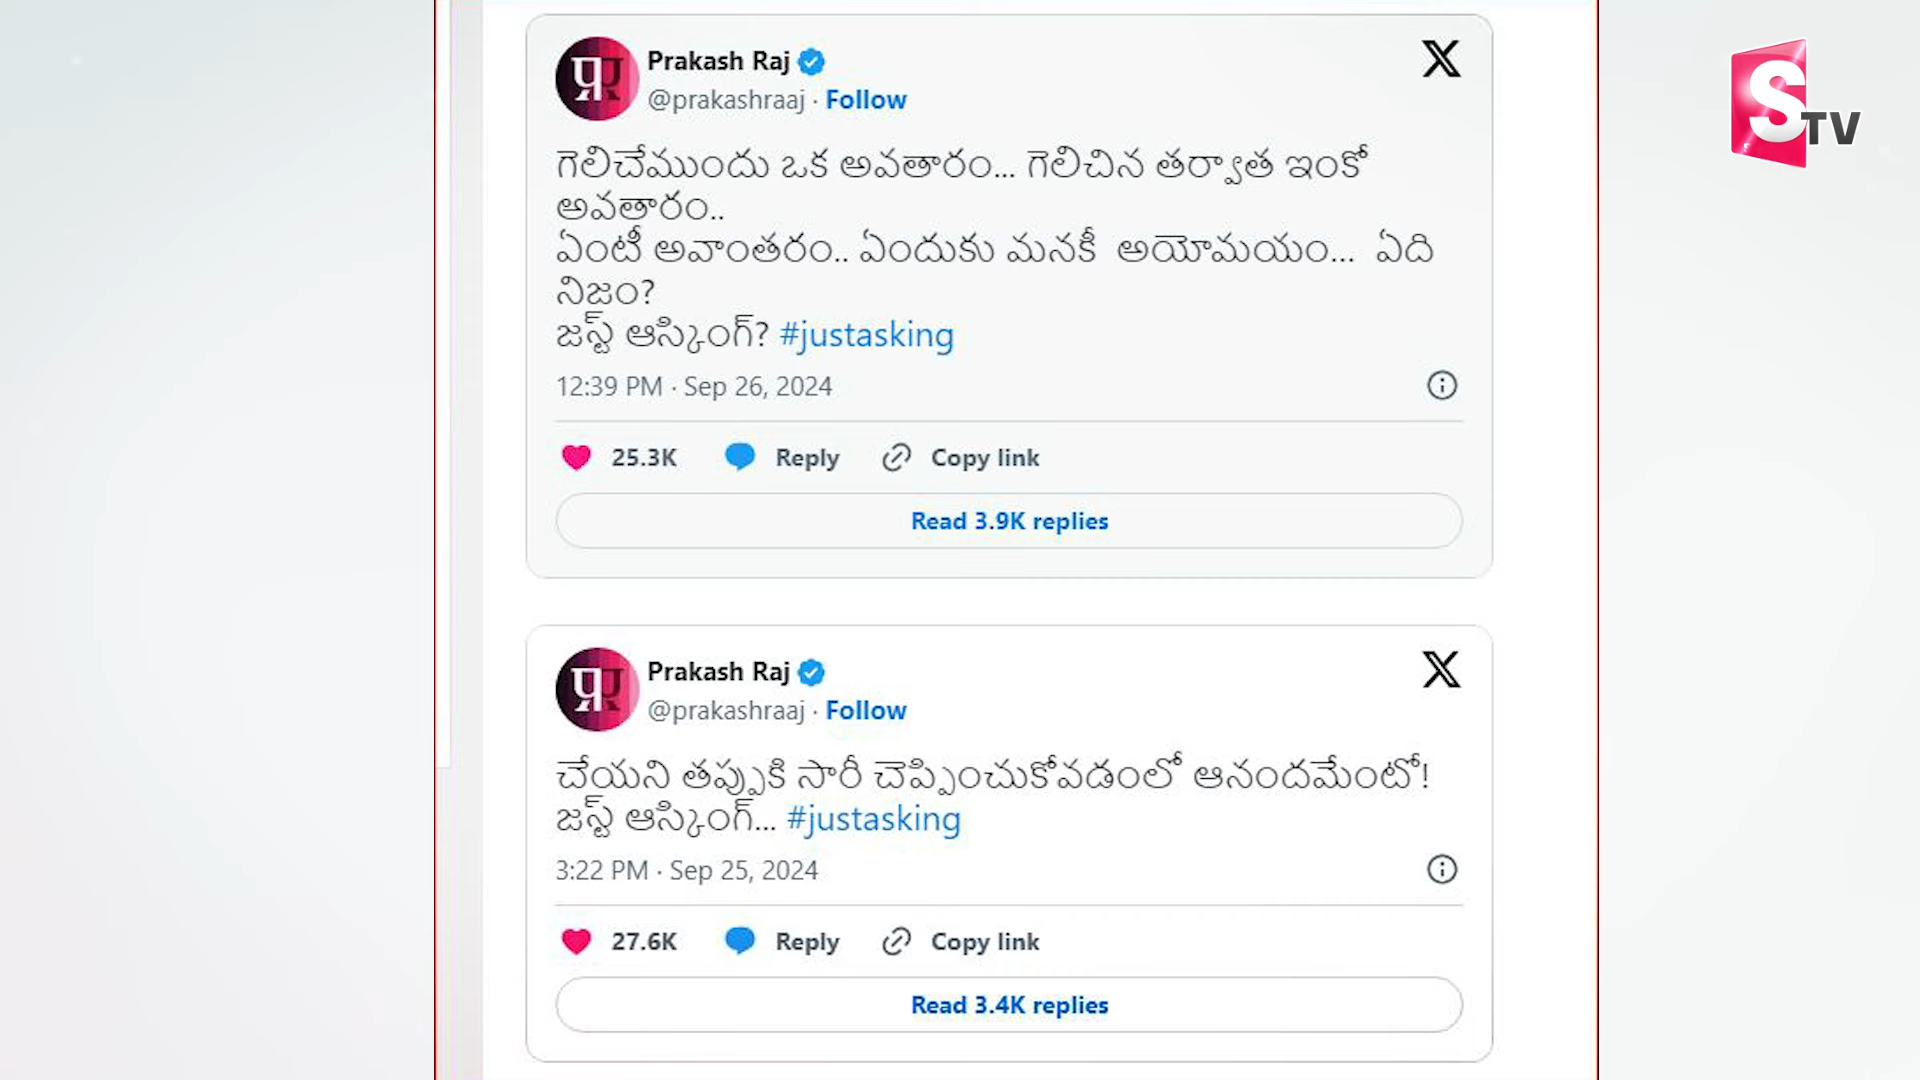 STV
Prakash Raj
@prakashraaj · Follow
గెలిచేముందు ఒక అవతారం... గెలిచిన తర్వాత ఇంకో
అవతారం..
ఏంటీ అవాంతరం.. ఏందుకు మనకీ అయోమయం... ఏది
నిజం?
జస్ట్ ఆస్కింగ్? #justasking
12:39 PM · Sep 26, 2024
25.3K Reply Copy link
Read 3.9K replies
Prakash Raj
@prakashraaj · Follow
చేయని తప్పుకి సారీ చెప్పించుకోవడంలో ఆనందమేంటో!
జస్ట్ ఆస్కింగ్... #justasking
3:22 PM · Sep 25, 2024
27.6K Reply Copy link
Read 3.4K replies